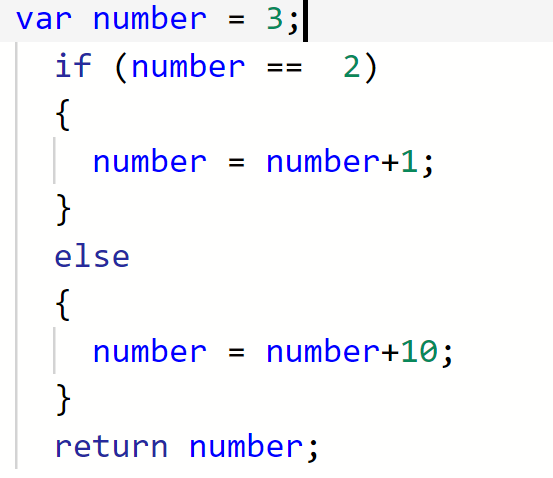 var number = 3;
if (number ==  2)
{
number = number+1;
}
else
{
number = number+10;
}
return number;